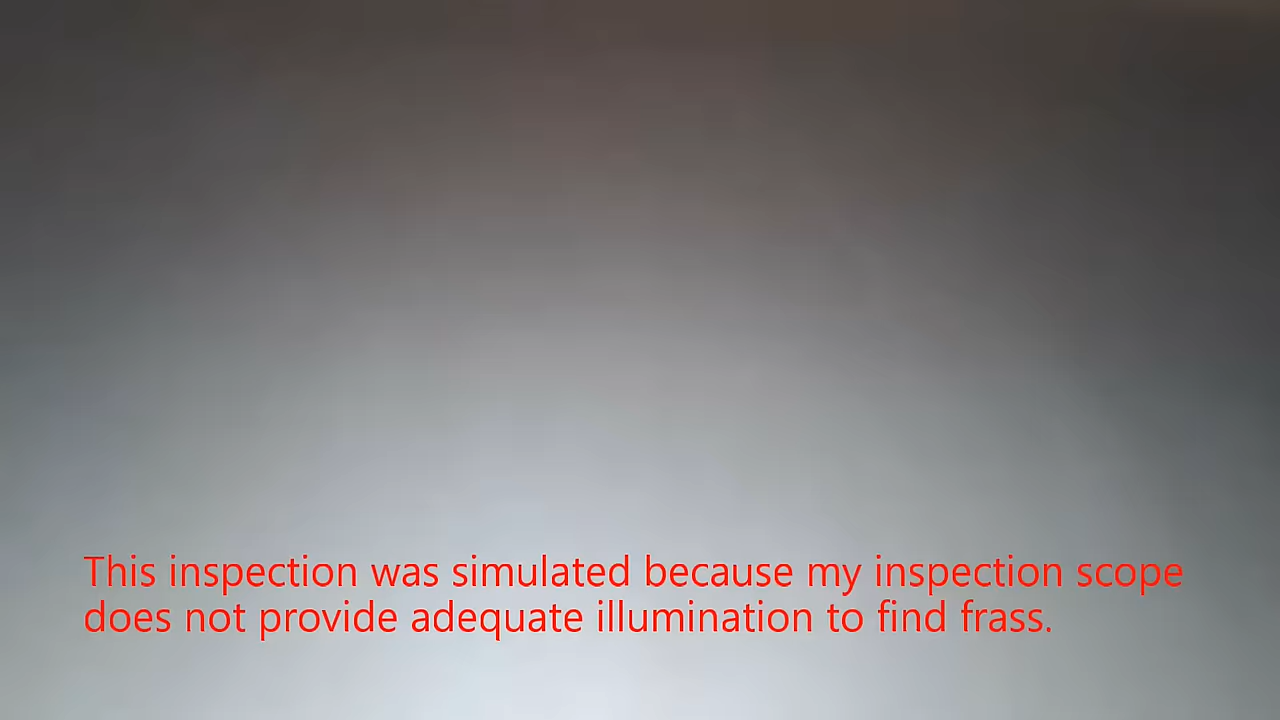 This inspection was simulated because my inspection scope
does not provide adequate illumination to find frass.